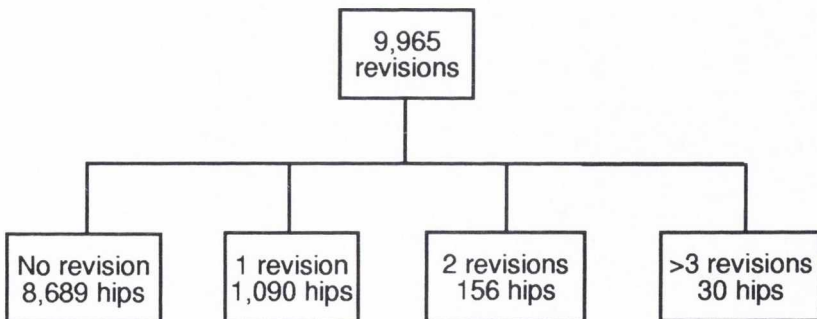 9,965
revisions
No revision
8,689 hips
1 revision
1,090 hips
2 revisions
156 hips
>3 revisions
30 hips